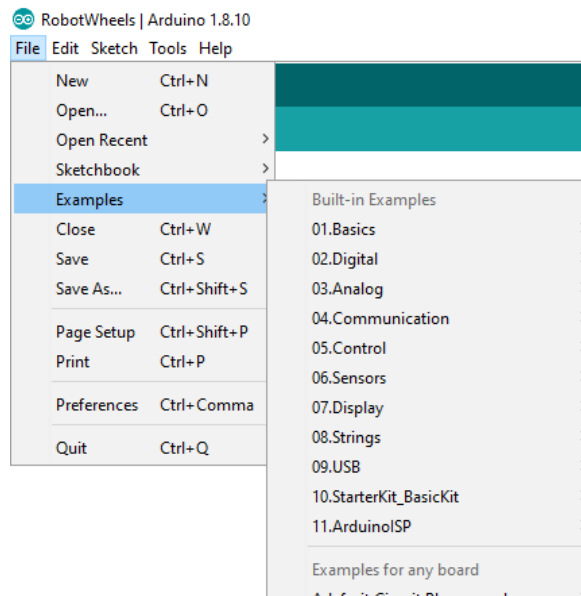 RobotWheels | Arduino 1.8.10
File Edit Sketch Tools Help
New Ctrl+N
Open... Ctrl+O
Open Recent
Sketchbook
Examples
Close Ctrl+W
Save Ctrl+S
Save As... Ctrl+Shift+S
Page Setup Ctrl+Shift+P
Print Ctrl+P
Preferences Ctrl+Comma
Quit Ctrl+Q
Built-in Examples
01.Basics
02.Digital
03.Analog
04.Communication
05.Control
06.Sensors
07.Display
08.Strings
09.USB
10.StarterKit_BasicKit
11.ArduinoISP
Examples for any board